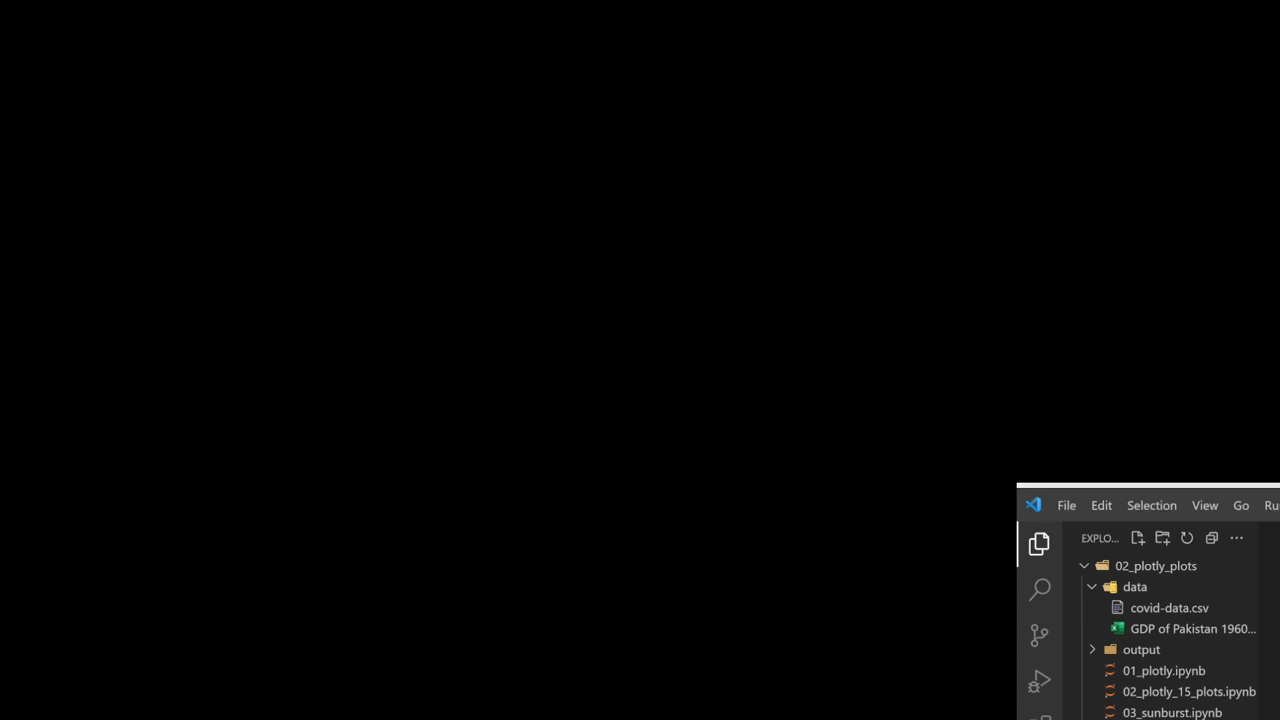 File Edit Selection View Go Ru
EXPLO...
02_plotly_plots
data
covid-data.csv
GDP of Pakistan 1960...
output
01_plotly.ipynb
02_plotly_15_plots.ipynb
03_sunburst.ipynb